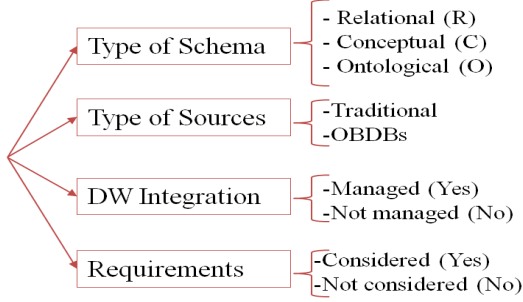 Type of Schema
- Relational (R)
- Conceptual (C)
- Ontological (O)
Type of Sources
-Traditional
-OBDBs
DW Integration
-Managed (Yes)
-Not managed (No)
Requirements
-Considered (Yes)
-Not considered (No)